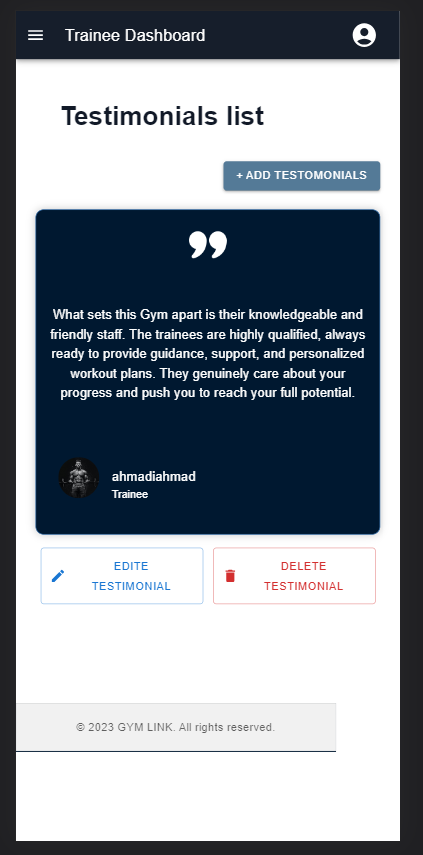 Trainee Dashboard
Testimonials list
+ ADD TESTOMONIALS
What sets this Gym apart is their knowledgeable and
friendly staff. The trainees are highly qualified, always
ready to provide guidance, support, and personalized
workout plans. They genuinely care about your
progress and push you to reach your full potential.
ahmadiahmad
Trainee
EDITE
TESTIMONIAL
DELETE
TESTIMONIAL
© 2023 GYM LINK. All rights reserved.